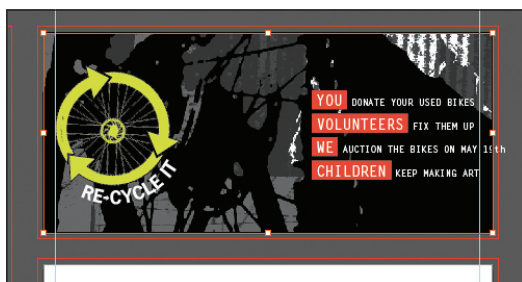 RE-CYCLE IT
YOU DONATE YOUR USED BIKES
VOLUNTEERS FIX THEM UP
WE AUCTION THE BIKES ON MAY 19th
CHILDREN KEEP MAKING ART